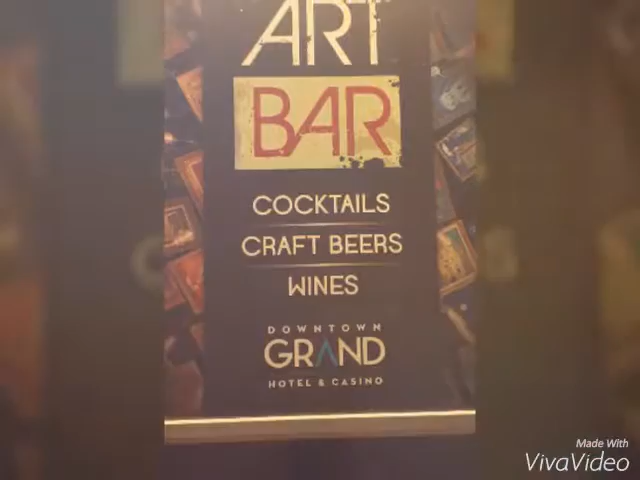 ART
BAR
COCKTAILS
CRAFT BEERS
WINES
DOWNTOWN
GRAND
HOTEL & CASINO
Made With
VivaVideo